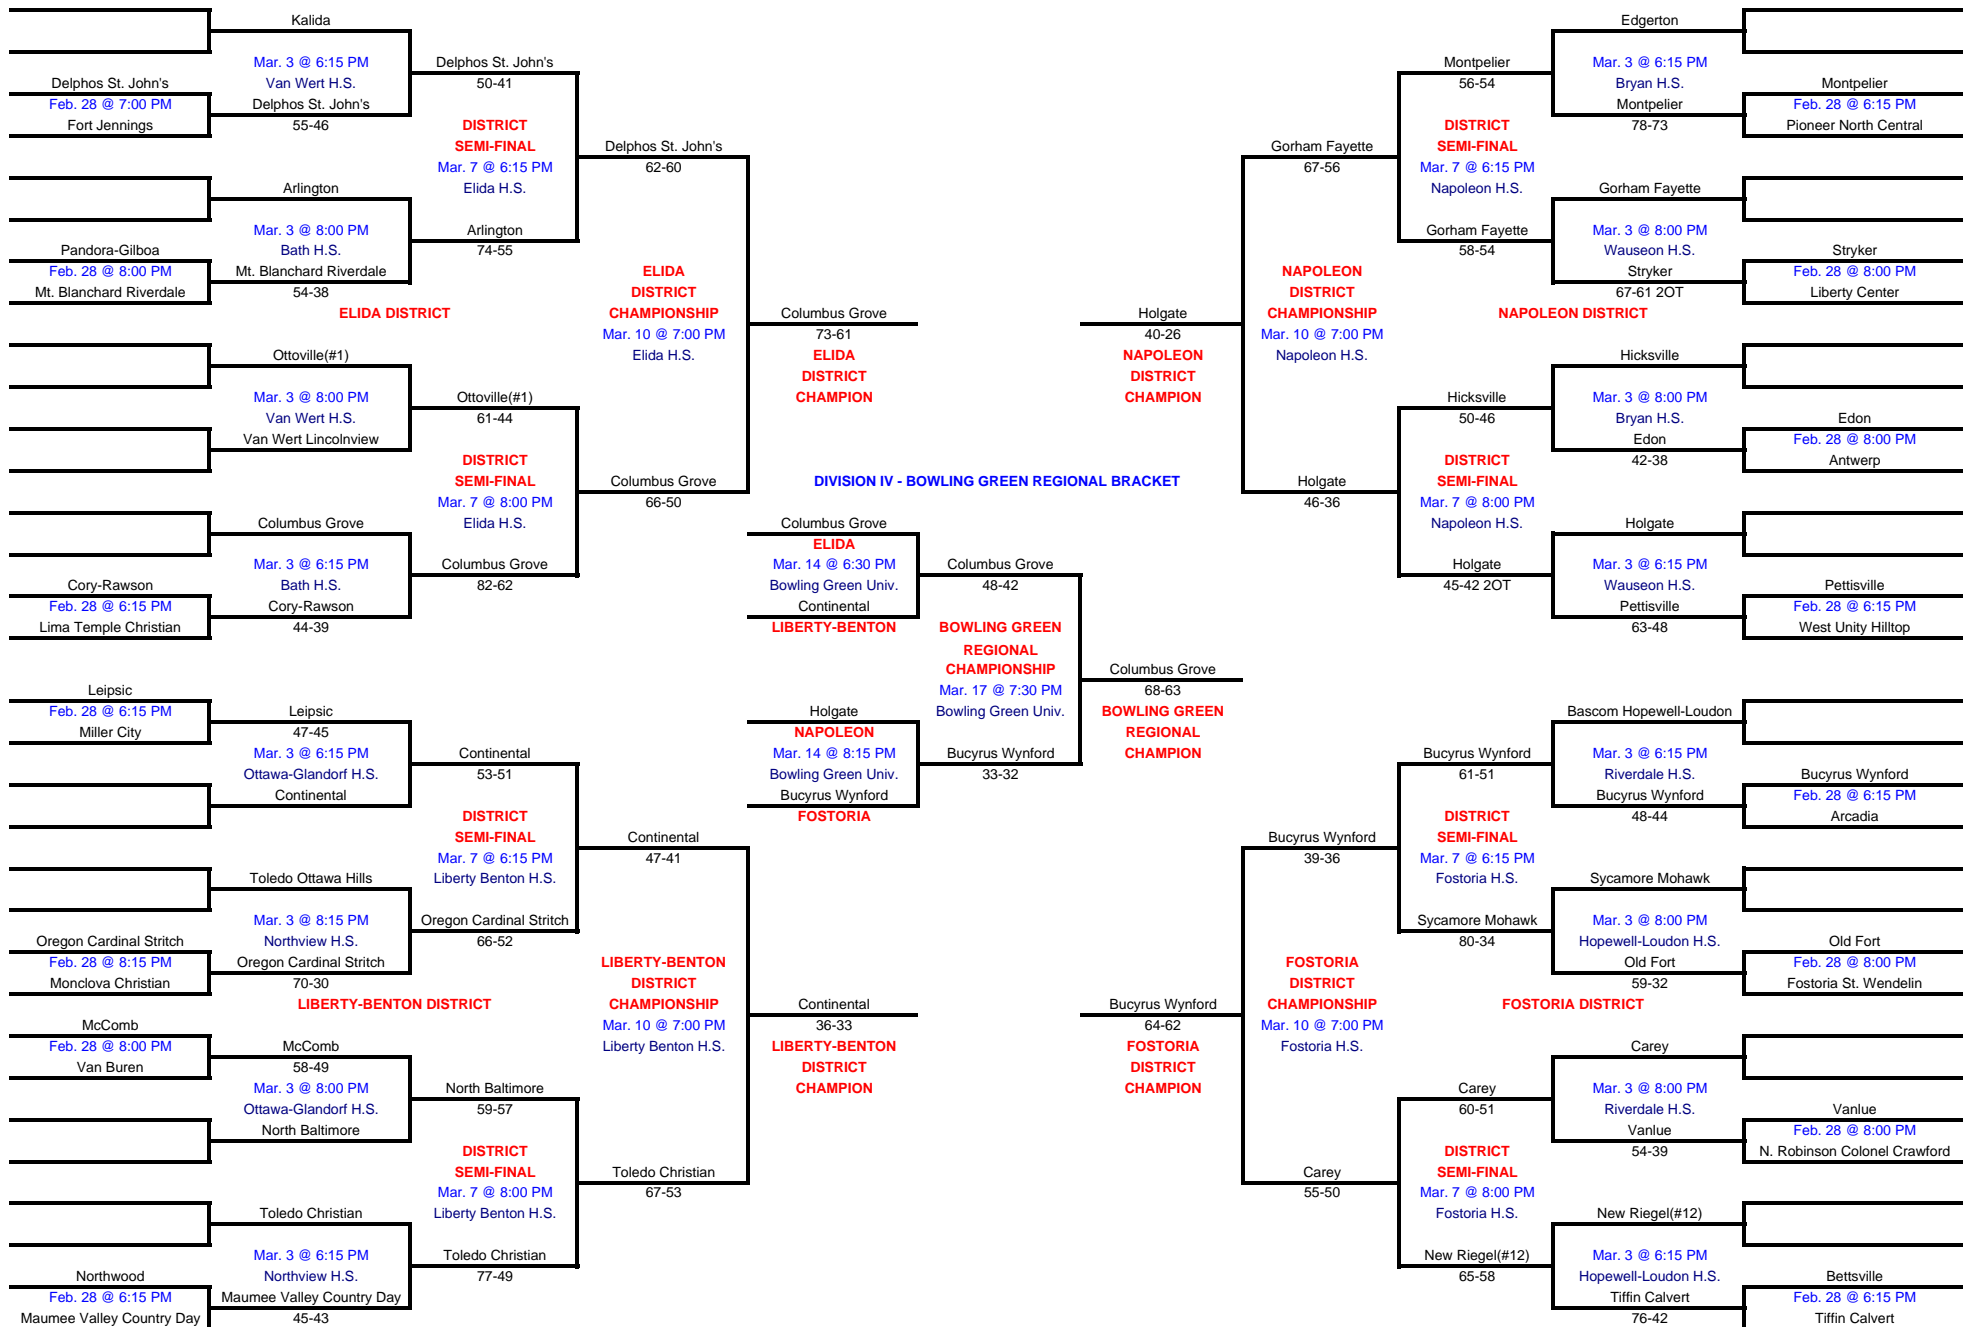 Kalida
Mar. 3 @ 6:15 PM
Van Wert H.S.
Delphos St. John's
50-41
Delphos St. John's
Feb. 28 @ 7:00 PM
Fort Jennings
Delphos St. John's
55-46
DISTRICT
SEMI-FINAL
Mar. 7 @ 6:15 PM
Elida H.S.
Delphos St. John's
62-60
Arlington
Mar. 3 @ 8:00 PM
Bath H.S.
Arlington
74-55
Pandora-Gilboa
Feb. 28 @ 8:00 PM
Mt. Blanchard Riverdale
Mt. Blanchard Riverdale
54-38
ELIDA DISTRICT
ELIDA
DISTRICT
CHAMPIONSHIP
Mar. 10 @ 7:00 PM
Elida H.S.
Columbus Grove
73-61
ELIDA
DISTRICT
CHAMPION
Ottoville(#1)
Mar. 3 @ 8:00 PM
Van Wert H.S.
Van Wert Lincolnview
Ottoville(#1)
61-44
DISTRICT
SEMI-FINAL
Mar. 7 @ 8:00 PM
Elida H.S.
Columbus Grove
66-50
Columbus Grove
Mar. 3 @ 6:15 PM
Bath H.S.
Columbus Grove
82-62
Cory-Rawson
Feb. 28 @ 6:15 PM
Lima Temple Christian
Cory-Rawson
44-39
Edgerton
Mar. 3 @ 6:15 PM
Bryan H.S.
Montpelier
56-54
Montpelier
Feb. 28 @ 6:15 PM
Pioneer North Central
Montpelier
78-73
DISTRICT
SEMI-FINAL
Mar. 7 @ 6:15 PM
Napoleon H.S.
Gorham Fayette
67-56
Gorham Fayette
Mar. 3 @ 8:00 PM
Wauseon H.S.
Gorham Fayette
58-54
Stryker
Feb. 28 @ 8:00 PM
Liberty Center
Stryker
67-61 2OT
NAPOLEON DISTRICT
NAPOLEON
DISTRICT
CHAMPIONSHIP
Mar. 10 @ 7:00 PM
Napoleon H.S.
Holgate
40-26
NAPOLEON
DISTRICT
CHAMPION
Hicksville
Mar. 3 @ 8:00 PM
Bryan H.S.
Hicksville
50-46
Edon
Feb. 28 @ 8:00 PM
Antwerp
Edon
42-38
DISTRICT
SEMI-FINAL
Mar. 7 @ 8:00 PM
Napoleon H.S.
Holgate
46-36
Holgate
Mar. 3 @ 6:15 PM
Wauseon H.S.
Holgate
45-42 2OT
Pettisville
Feb. 28 @ 6:15 PM
West Unity Hilltop
Pettisville
63-48
DIVISION IV - BOWLING GREEN REGIONAL BRACKET
Columbus Grove
ELIDA
Mar. 14 @ 6:30 PM
Bowling Green Univ.
Continental
LIBERTY-BENTON
Columbus Grove
48-42
BOWLING GREEN
REGIONAL
CHAMPIONSHIP
Mar. 17 @ 7:30 PM
Bowling Green Univ.
Columbus Grove
68-63
BOWLING GREEN
REGIONAL
CHAMPION
Holgate
NAPOLEON
Mar. 14 @ 8:15 PM
Bowling Green Univ.
Bucyrus Wynford
FOSTORIA
Bucyrus Wynford
33-32
Leipsic
Feb. 28 @ 6:15 PM
Miller City
Leipsic
47-45
Mar. 3 @ 6:15 PM
Ottawa-Glandorf H.S.
Continental
Continental
53-51
DISTRICT
SEMI-FINAL
Mar. 7 @ 6:15 PM
Liberty Benton H.S.
Continental
47-41
Toledo Ottawa Hills
Mar. 3 @ 8:15 PM
Northview H.S.
Oregon Cardinal Stritch
66-52
Oregon Cardinal Stritch
Feb. 28 @ 8:15 PM
Monclova Christian
Oregon Cardinal Stritch
70-30
LIBERTY-BENTON DISTRICT
LIBERTY-BENTON
DISTRICT
CHAMPIONSHIP
Mar. 10 @ 7:00 PM
Liberty Benton H.S.
Continental
36-33
LIBERTY-BENTON
DISTRICT
CHAMPION
McComb
Feb. 28 @ 8:00 PM
Van Buren
McComb
58-49
Mar. 3 @ 8:00 PM
Ottawa-Glandorf H.S.
North Baltimore
North Baltimore
59-57
DISTRICT
SEMI-FINAL
Mar. 7 @ 8:00 PM
Liberty Benton H.S.
Toledo Christian
67-53
Toledo Christian
Mar. 3 @ 6:15 PM
Northview H.S.
Toledo Christian
77-49
Northwood
Feb. 28 @ 6:15 PM
Maumee Valley Country Day
Maumee Valley Country Day
45-43
Bascom Hopewell-Loudon
Mar. 3 @ 6:15 PM
Riverdale H.S.
Bucyrus Wynford
61-51
Bucyrus Wynford
Feb. 28 @ 6:15 PM
Arcadia
Bucyrus Wynford
48-44
DISTRICT
SEMI-FINAL
Mar. 7 @ 6:15 PM
Fostoria H.S.
Bucyrus Wynford
39-36
Sycamore Mohawk
Mar. 3 @ 8:00 PM
Hopewell-Loudon H.S.
Sycamore Mohawk
80-34
Old Fort
Feb. 28 @ 8:00 PM
Fostoria St. Wendelin
Old Fort
59-32
FOSTORIA DISTRICT
FOSTORIA
DISTRICT
CHAMPIONSHIP
Mar. 10 @ 7:00 PM
Fostoria H.S.
Bucyrus Wynford
64-62
FOSTORIA
DISTRICT
CHAMPION
Carey
Mar. 3 @ 8:00 PM
Riverdale H.S.
Carey
60-51
Vanlue
Feb. 28 @ 8:00 PM
N. Robinson Colonel Crawford
Vanlue
54-39
DISTRICT
SEMI-FINAL
Mar. 7 @ 8:00 PM
Fostoria H.S.
Carey
55-50
New Riegel(#12)
Mar. 3 @ 6:15 PM
Hopewell-Loudon H.S.
New Riegel(#12)
65-58
Bettsville
Feb. 28 @ 6:15 PM
Tiffin Calvert
Tiffin Calvert
76-42